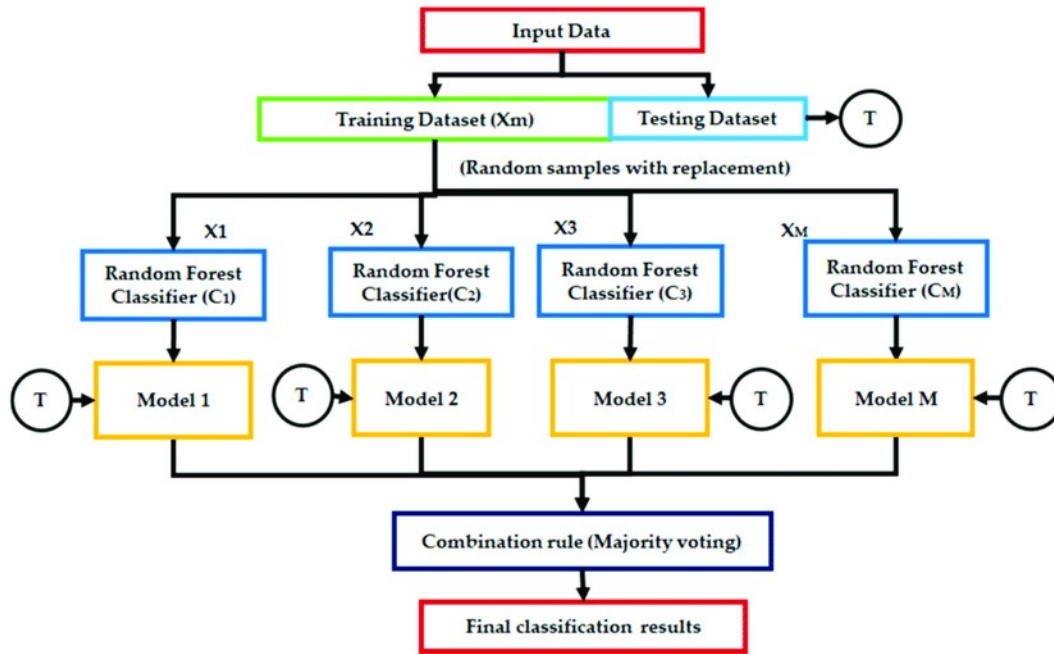 Input Data
Training Dataset (Xm)
Testing Dataset
T
(Random samples with replacement)
X1
X2
X3
XM
Random Forest
Classifier (C1)
Random Forest
Classifier(C2)
Random Forest
Classifier (C3)
Random Forest
Classifier (CM)
T
Model 1
T
Model 2
Model 3
T
Model M
T
Combination rule (Majority voting)
Final classification results